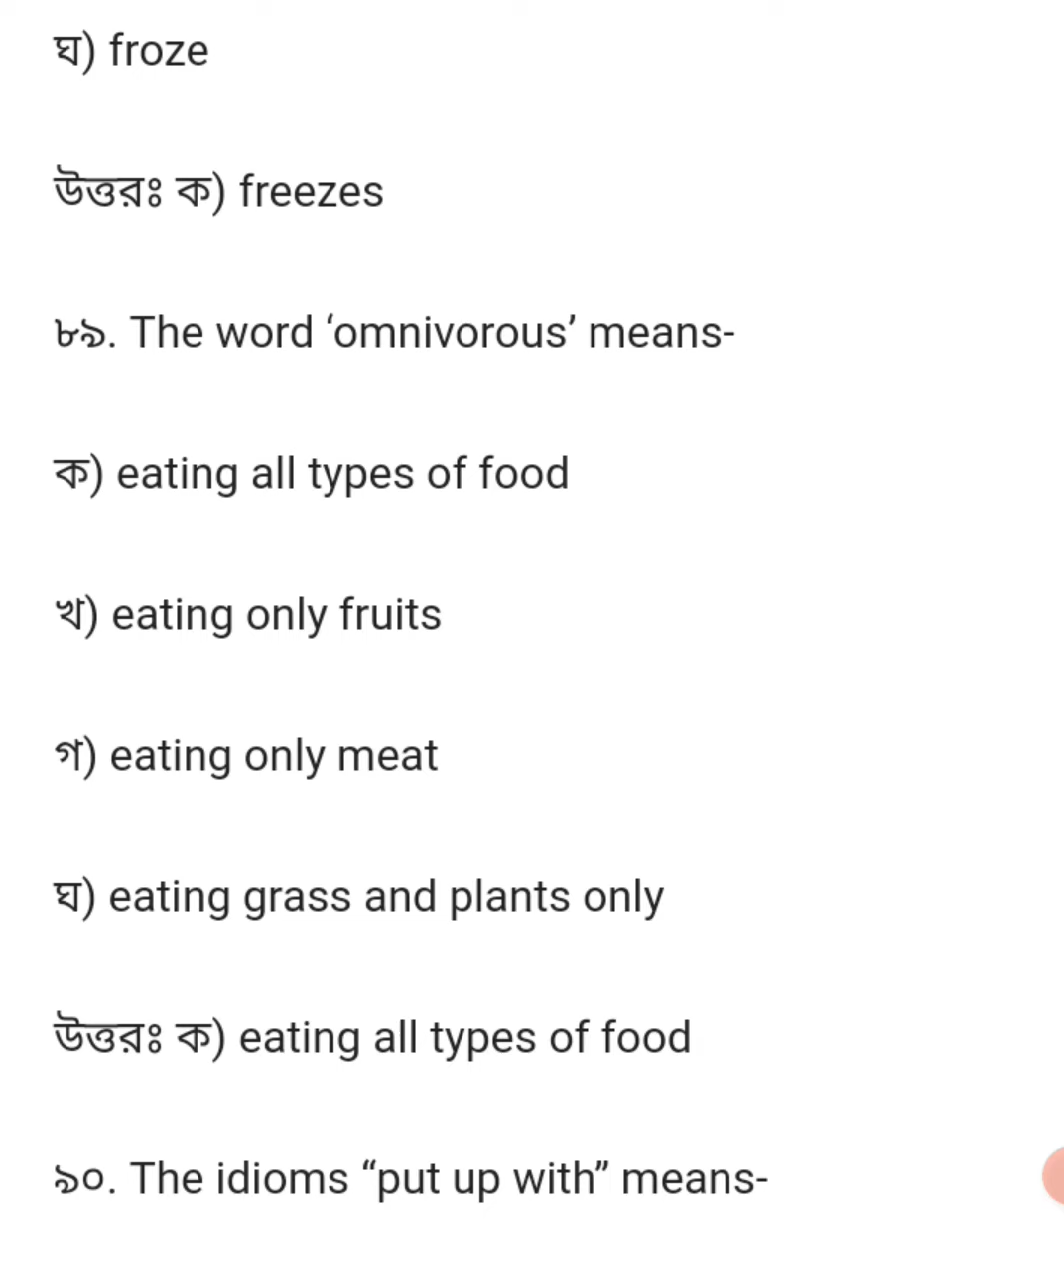 ঘ) froze
উত্তরঃ ক) freezes
৮৯. The word ‘omnivorous’ means-
ক) eating all types of food
খ) eating only fruits
গ) eating only meat
ঘ) eating grass and plants only
উত্তরঃ ক) eating all types of food
৯০. The idioms “put up with” means-